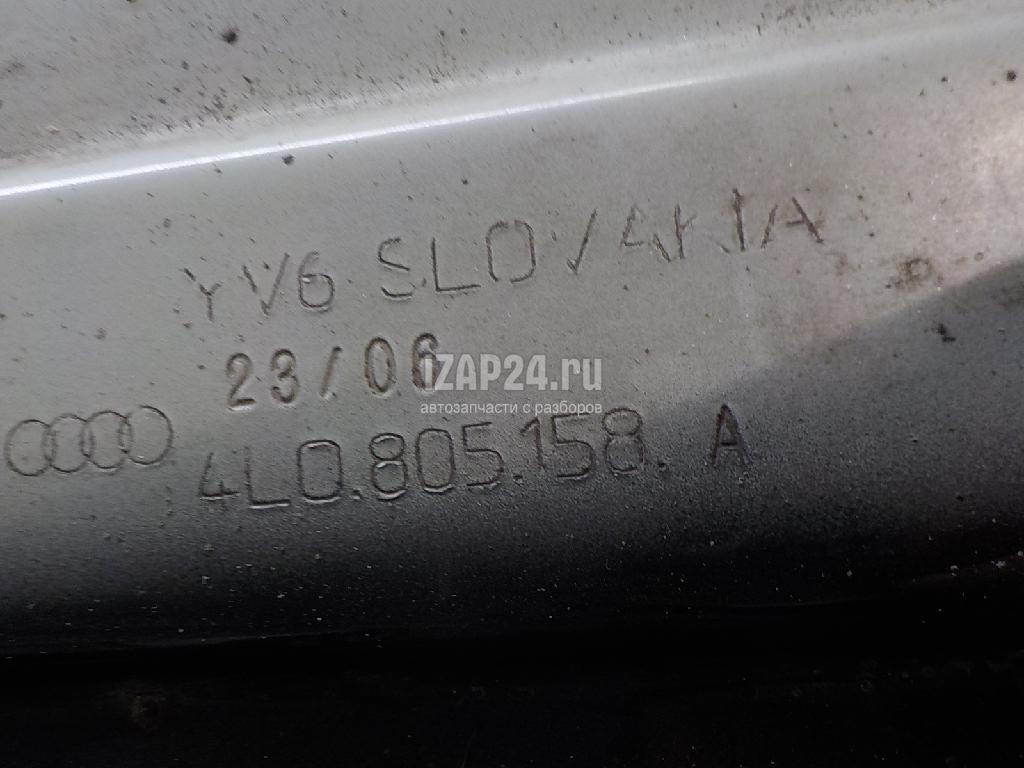 YV6 SLOVAKIA
23/06
IZAP24.ru
автозапчасти с разборов
4L0.805.158. A